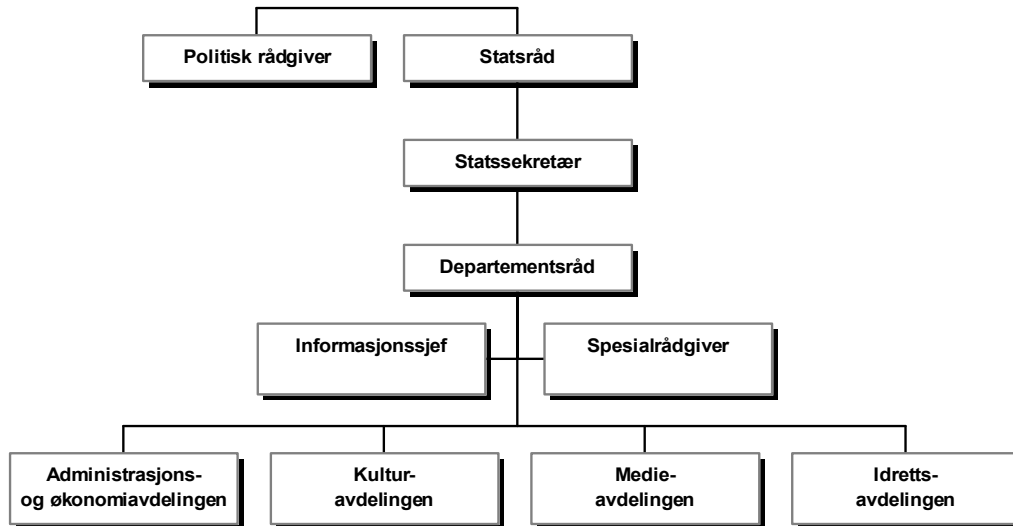 Politisk rådgiver
Statsråd
Statssekretær
Departementsråd
Informasjonssjef
Spesialrådgiver
Administrasjons-
og økonomiavdelingen
Kultur-
avdelingen
Medie-
avdelingen
Idretts-
avdelingen